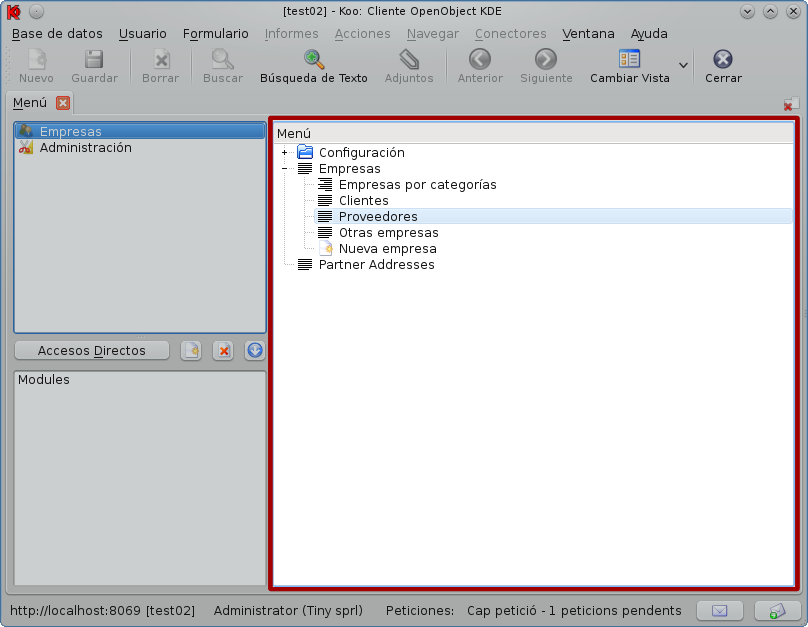 [test02] - Koo: Cliente OpenObject KDE
Base de datos Usuario Formulario Informes Acciones Navegar Conectores Ventana Ayuda
Nuevo Guardar Borrar Buscar Búsqueda de Texto Adjuntos Anterior Siguiente Cambiar Vista Cerrar
Menú
Empresas
Administración
Accesos Directos
Modules
Menú
Configuración
Empresas
Empresas por categorías
Clientes
Proveedores
Otras empresas
Nueva empresa
Partner Addresses
http://localhost:8069 [test02] Administrator (Tiny sprl) Peticiones: Cap petició - 1 peticions pendents